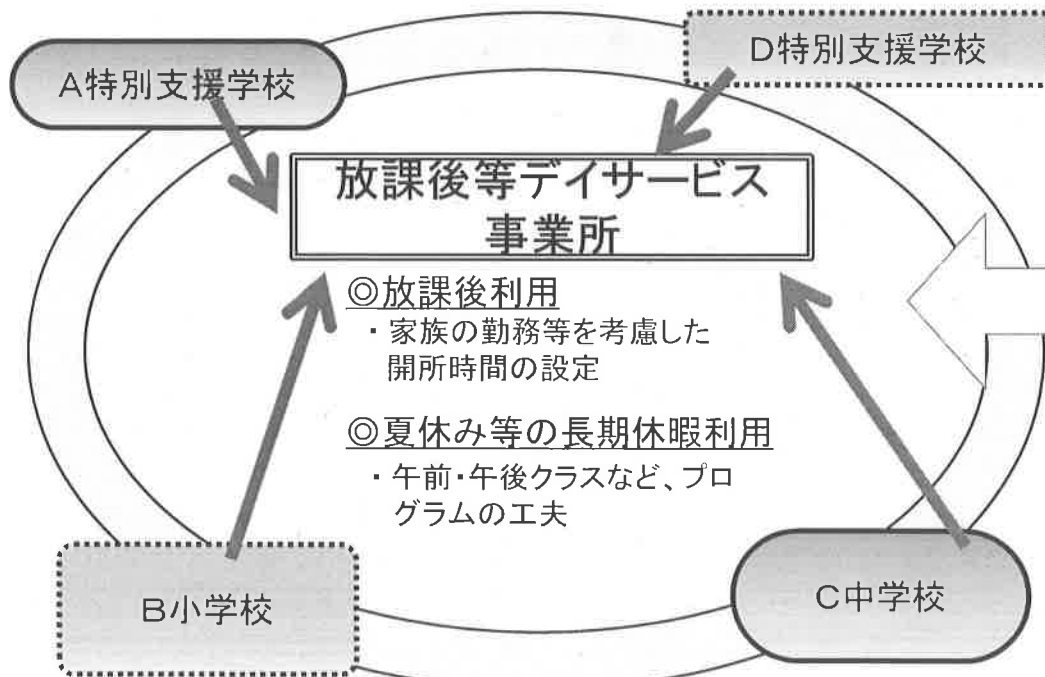 A特別支援学校
D特別支援学校
放課後等デイサービス
事業所
◎放課後利用
・家族の勤務等を考慮した
開所時間の設定
◎夏休み等の長期休暇利用
・午前・午後クラスなど、プロ
グラムの工夫
B小学校
C中学校